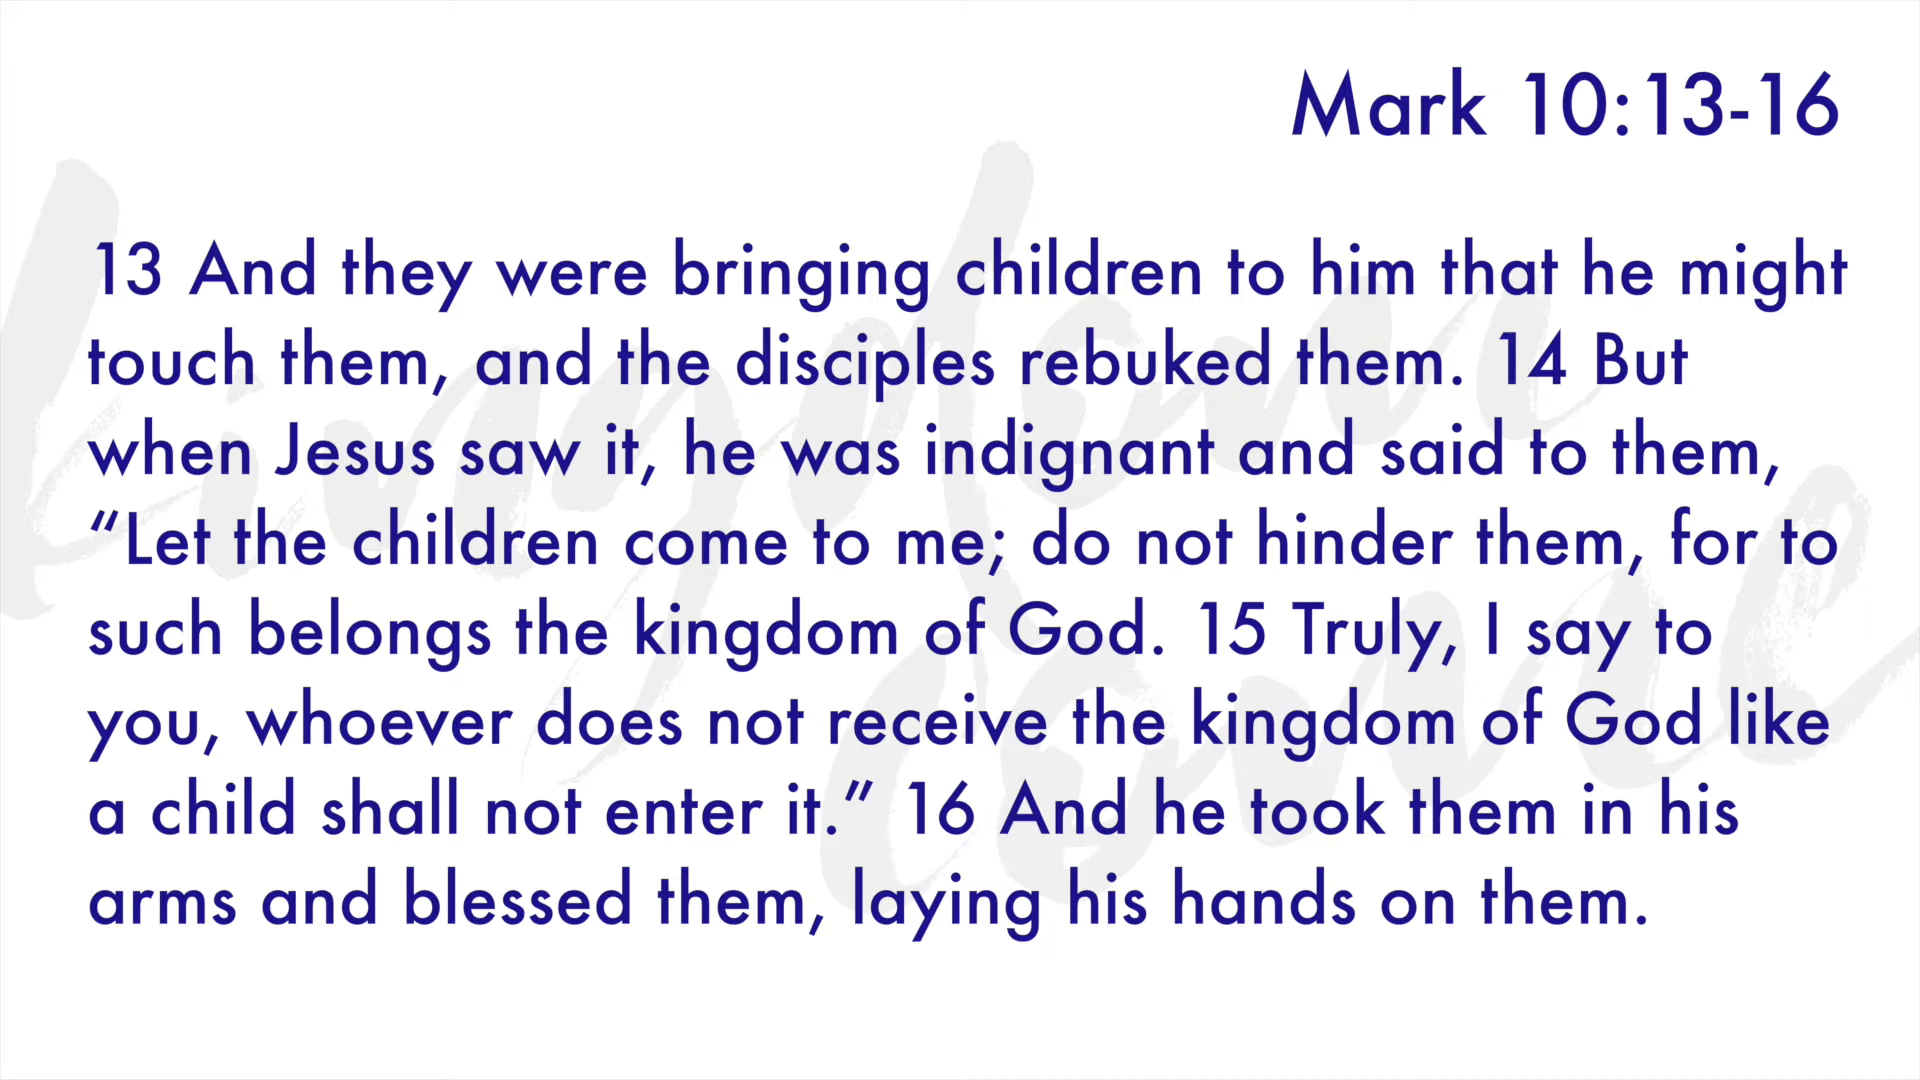 Mark 10:13-16
13 And they were bringing children to him that he might
touch them, and the disciples rebuked them. 14 But
when Jesus saw it, he was indignant and said to them,
“Let the children come to me; do not hinder them, for to
such belongs the kingdom of God. 15 Truly, I say to
you, whoever does not receive the kingdom of God like
a child shall not enter it.” 16 And he took them in his
arms and blessed them, laying his hands on them.
kingdom
come